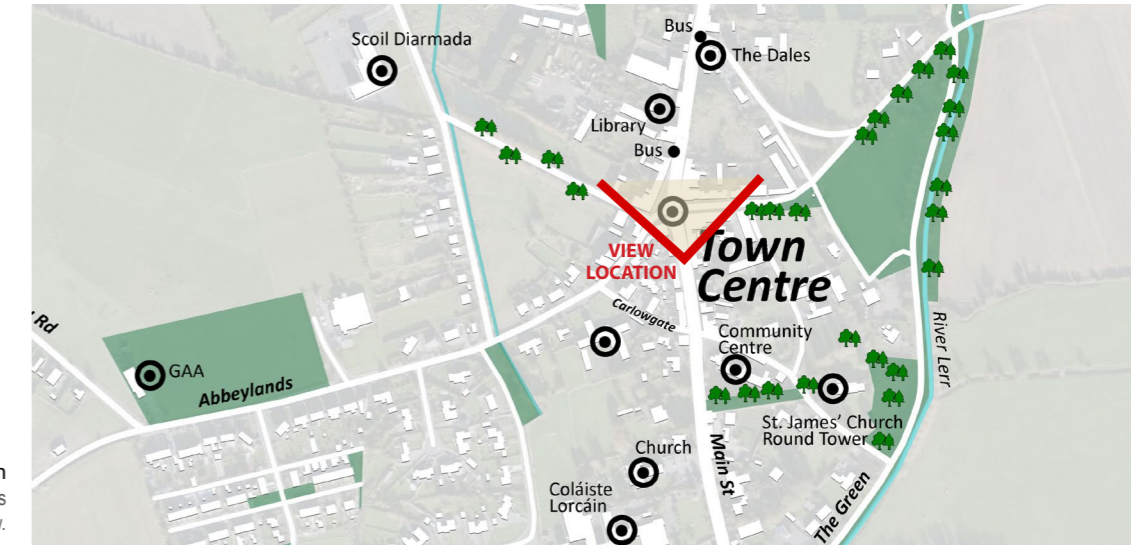 Bus
Scoil Diarmada
The Dales
Library
Bus
VIEW
LOCATION
Town
Centre
Carlowgate
Rd
River Lerr
Community
Centre
GAA
Abbeylands
St. James' Church
Round Tower
Main St
Church
Coláiste
Lorcáin
The Green